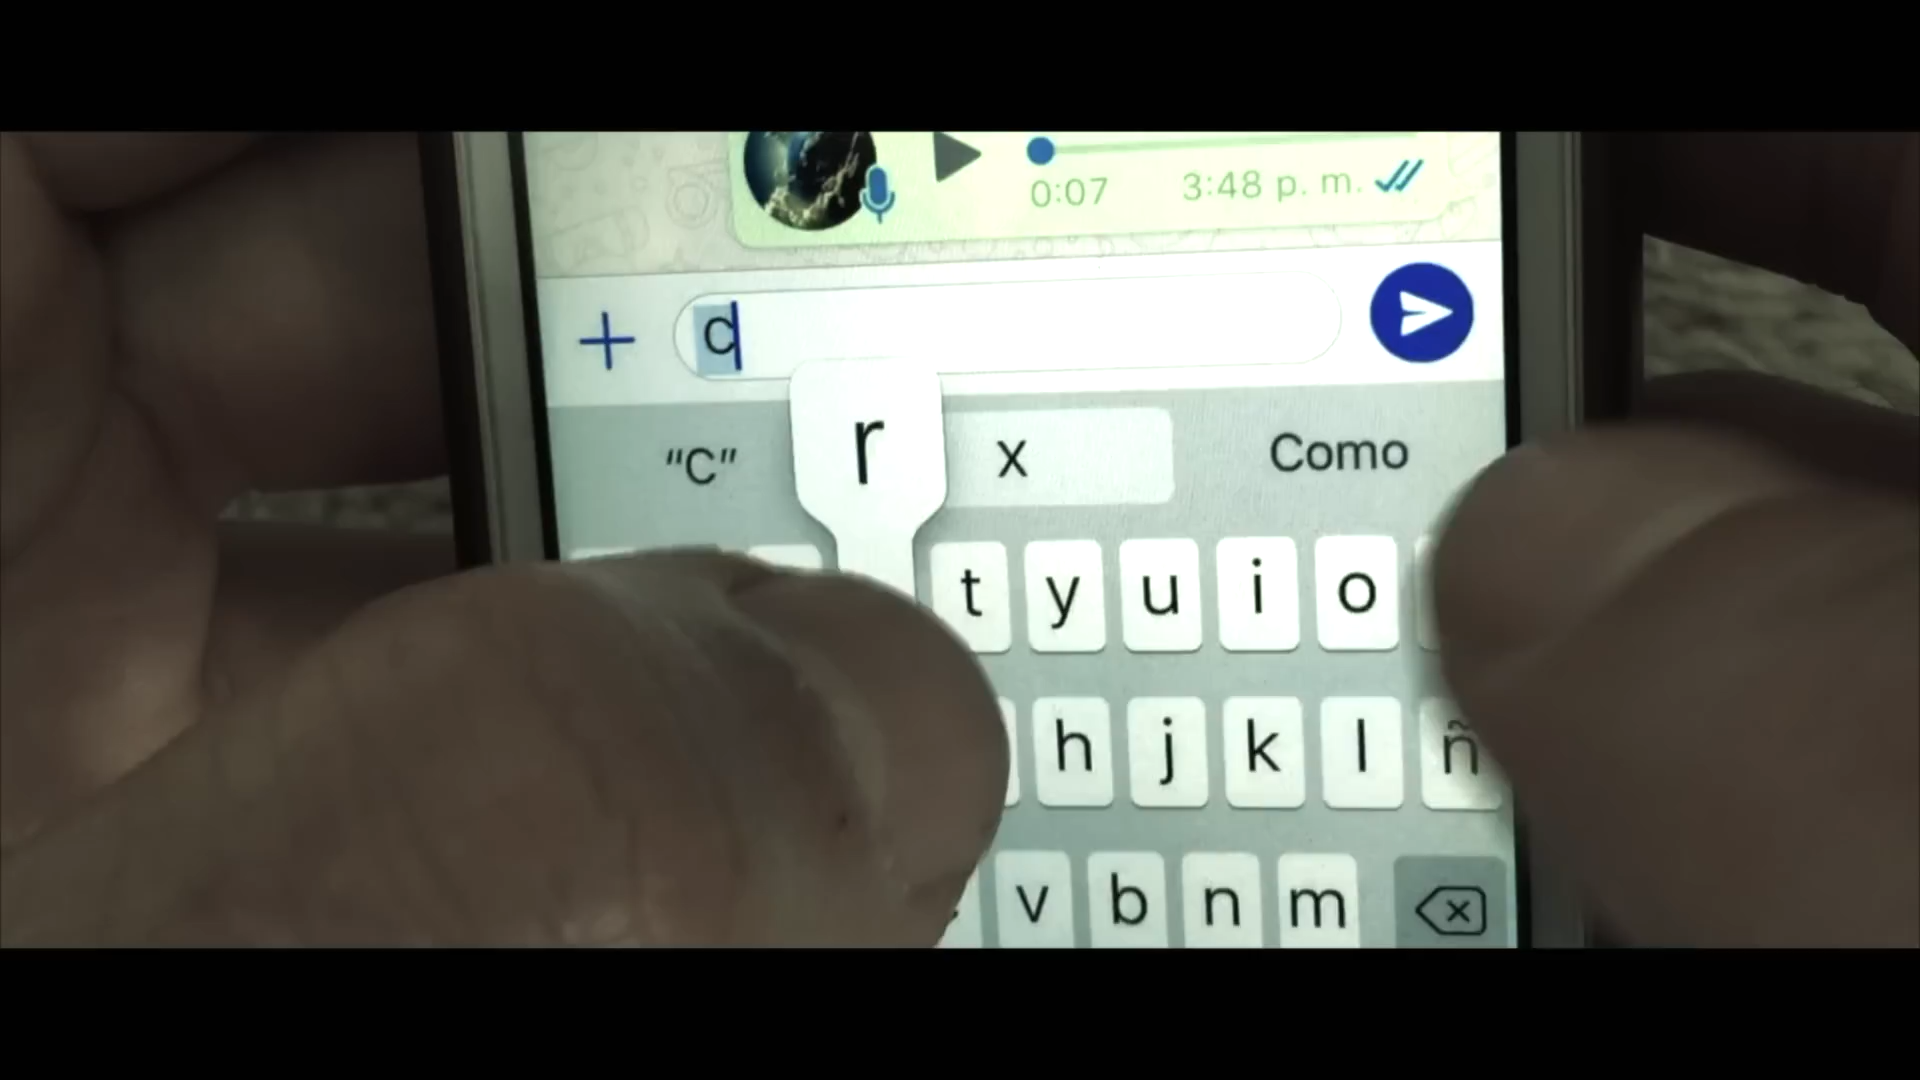 0:07 3:48 p. m.
C
"C" r x Como
t y u i o
h j k l ñ
v b n m